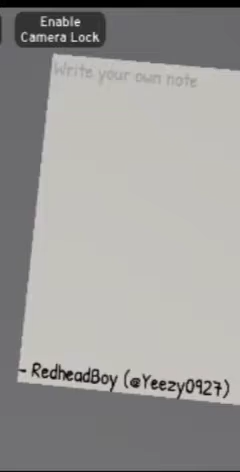 Enable
Camera Lock
Write your own note
- RedheadBoy (@Yeezy0927)